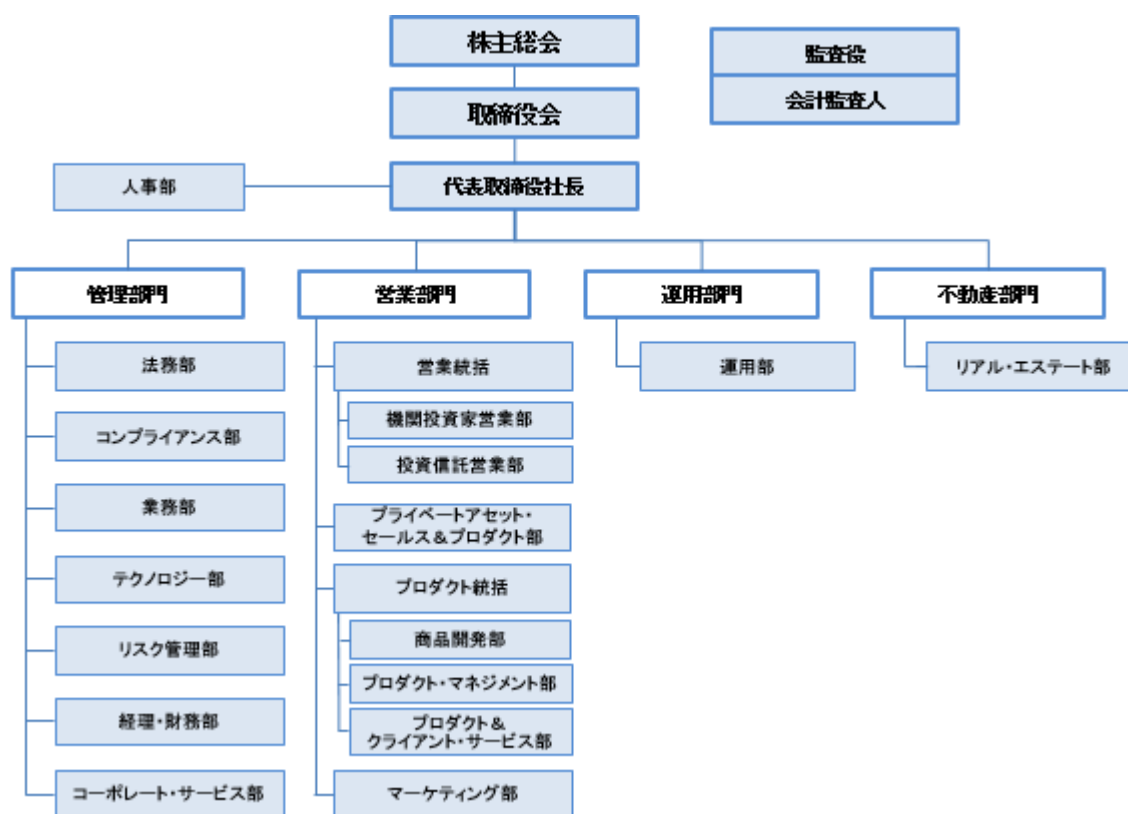 株主総会
監査役
会計監査人
取締役会
人事部
代表取締役社長
管理部門
営業部門
運用部門
不動産部門
法務部
コンプライアンス部
業務部
テクノロジー部
リスク管理部
経理・財務部
コーポレート・サービス部
営業統括
機関投資家営業部
投資信託営業部
プライベートアセット・
セールス&プロダクト部
プロダクト統括
商品開発部
プロダクト・マネジメント部
プロダクト&
クライアント・サービス部
マーケティング部
運用部
リアル・エステート部